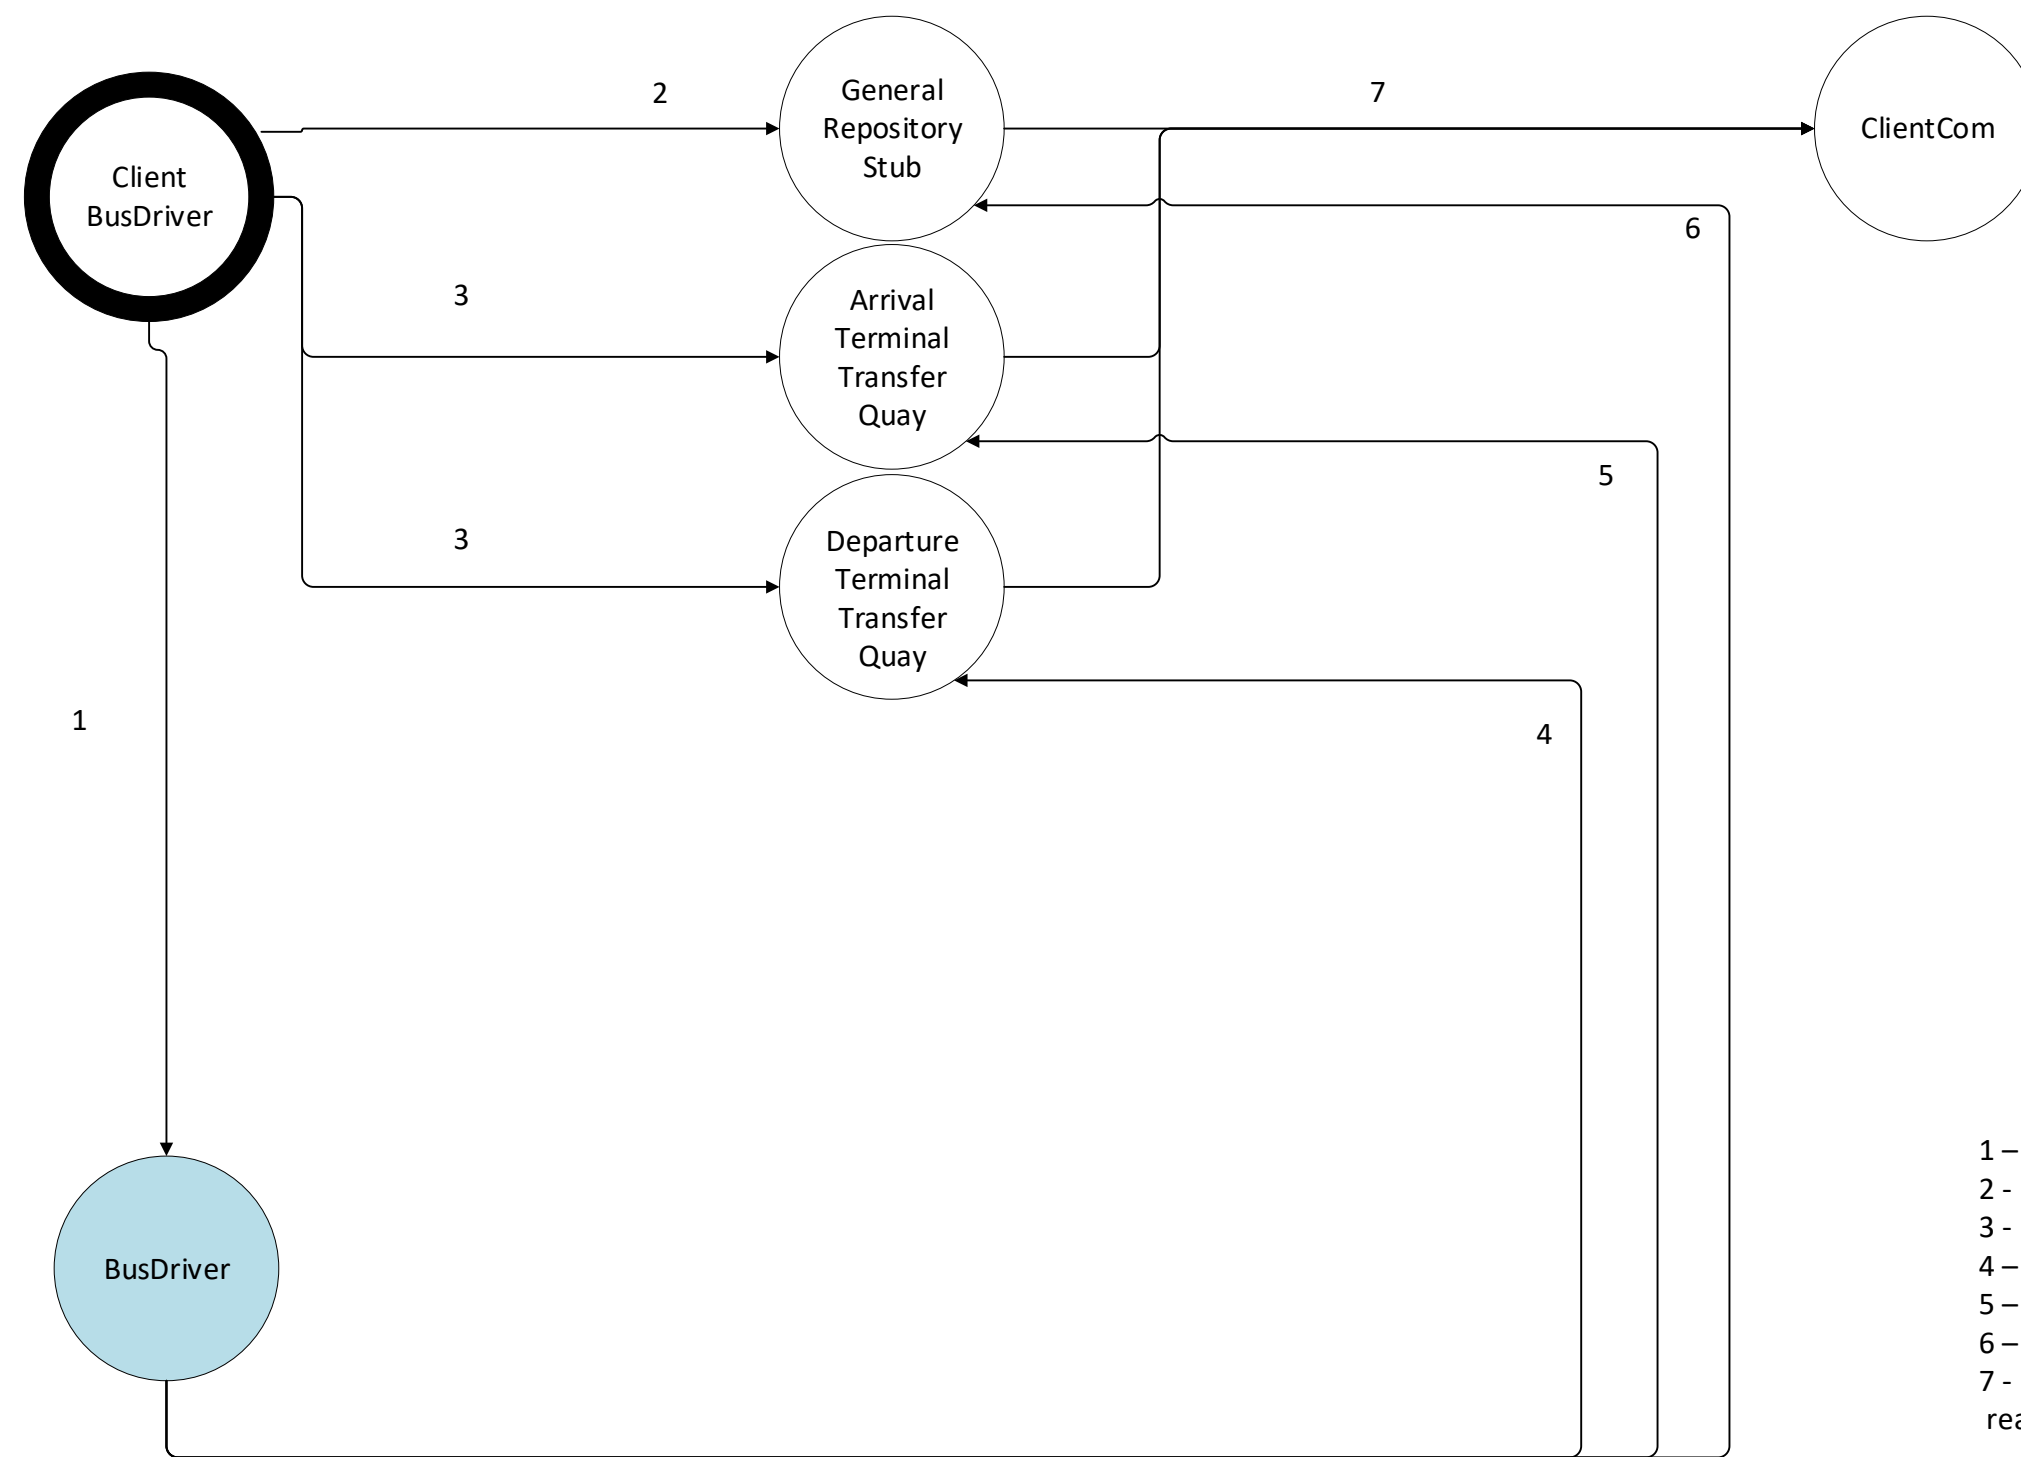 2
General
Repository
Stub
7
ClientCom
Client
BusDriver
6
3
Arrival
Terminal
Transfer
Quay
5
3
Departure
Terminal
Transfer
Quay
1
4
BusDriver
1 –
2 -
3 -
4 –
5 –
6 –
7 -